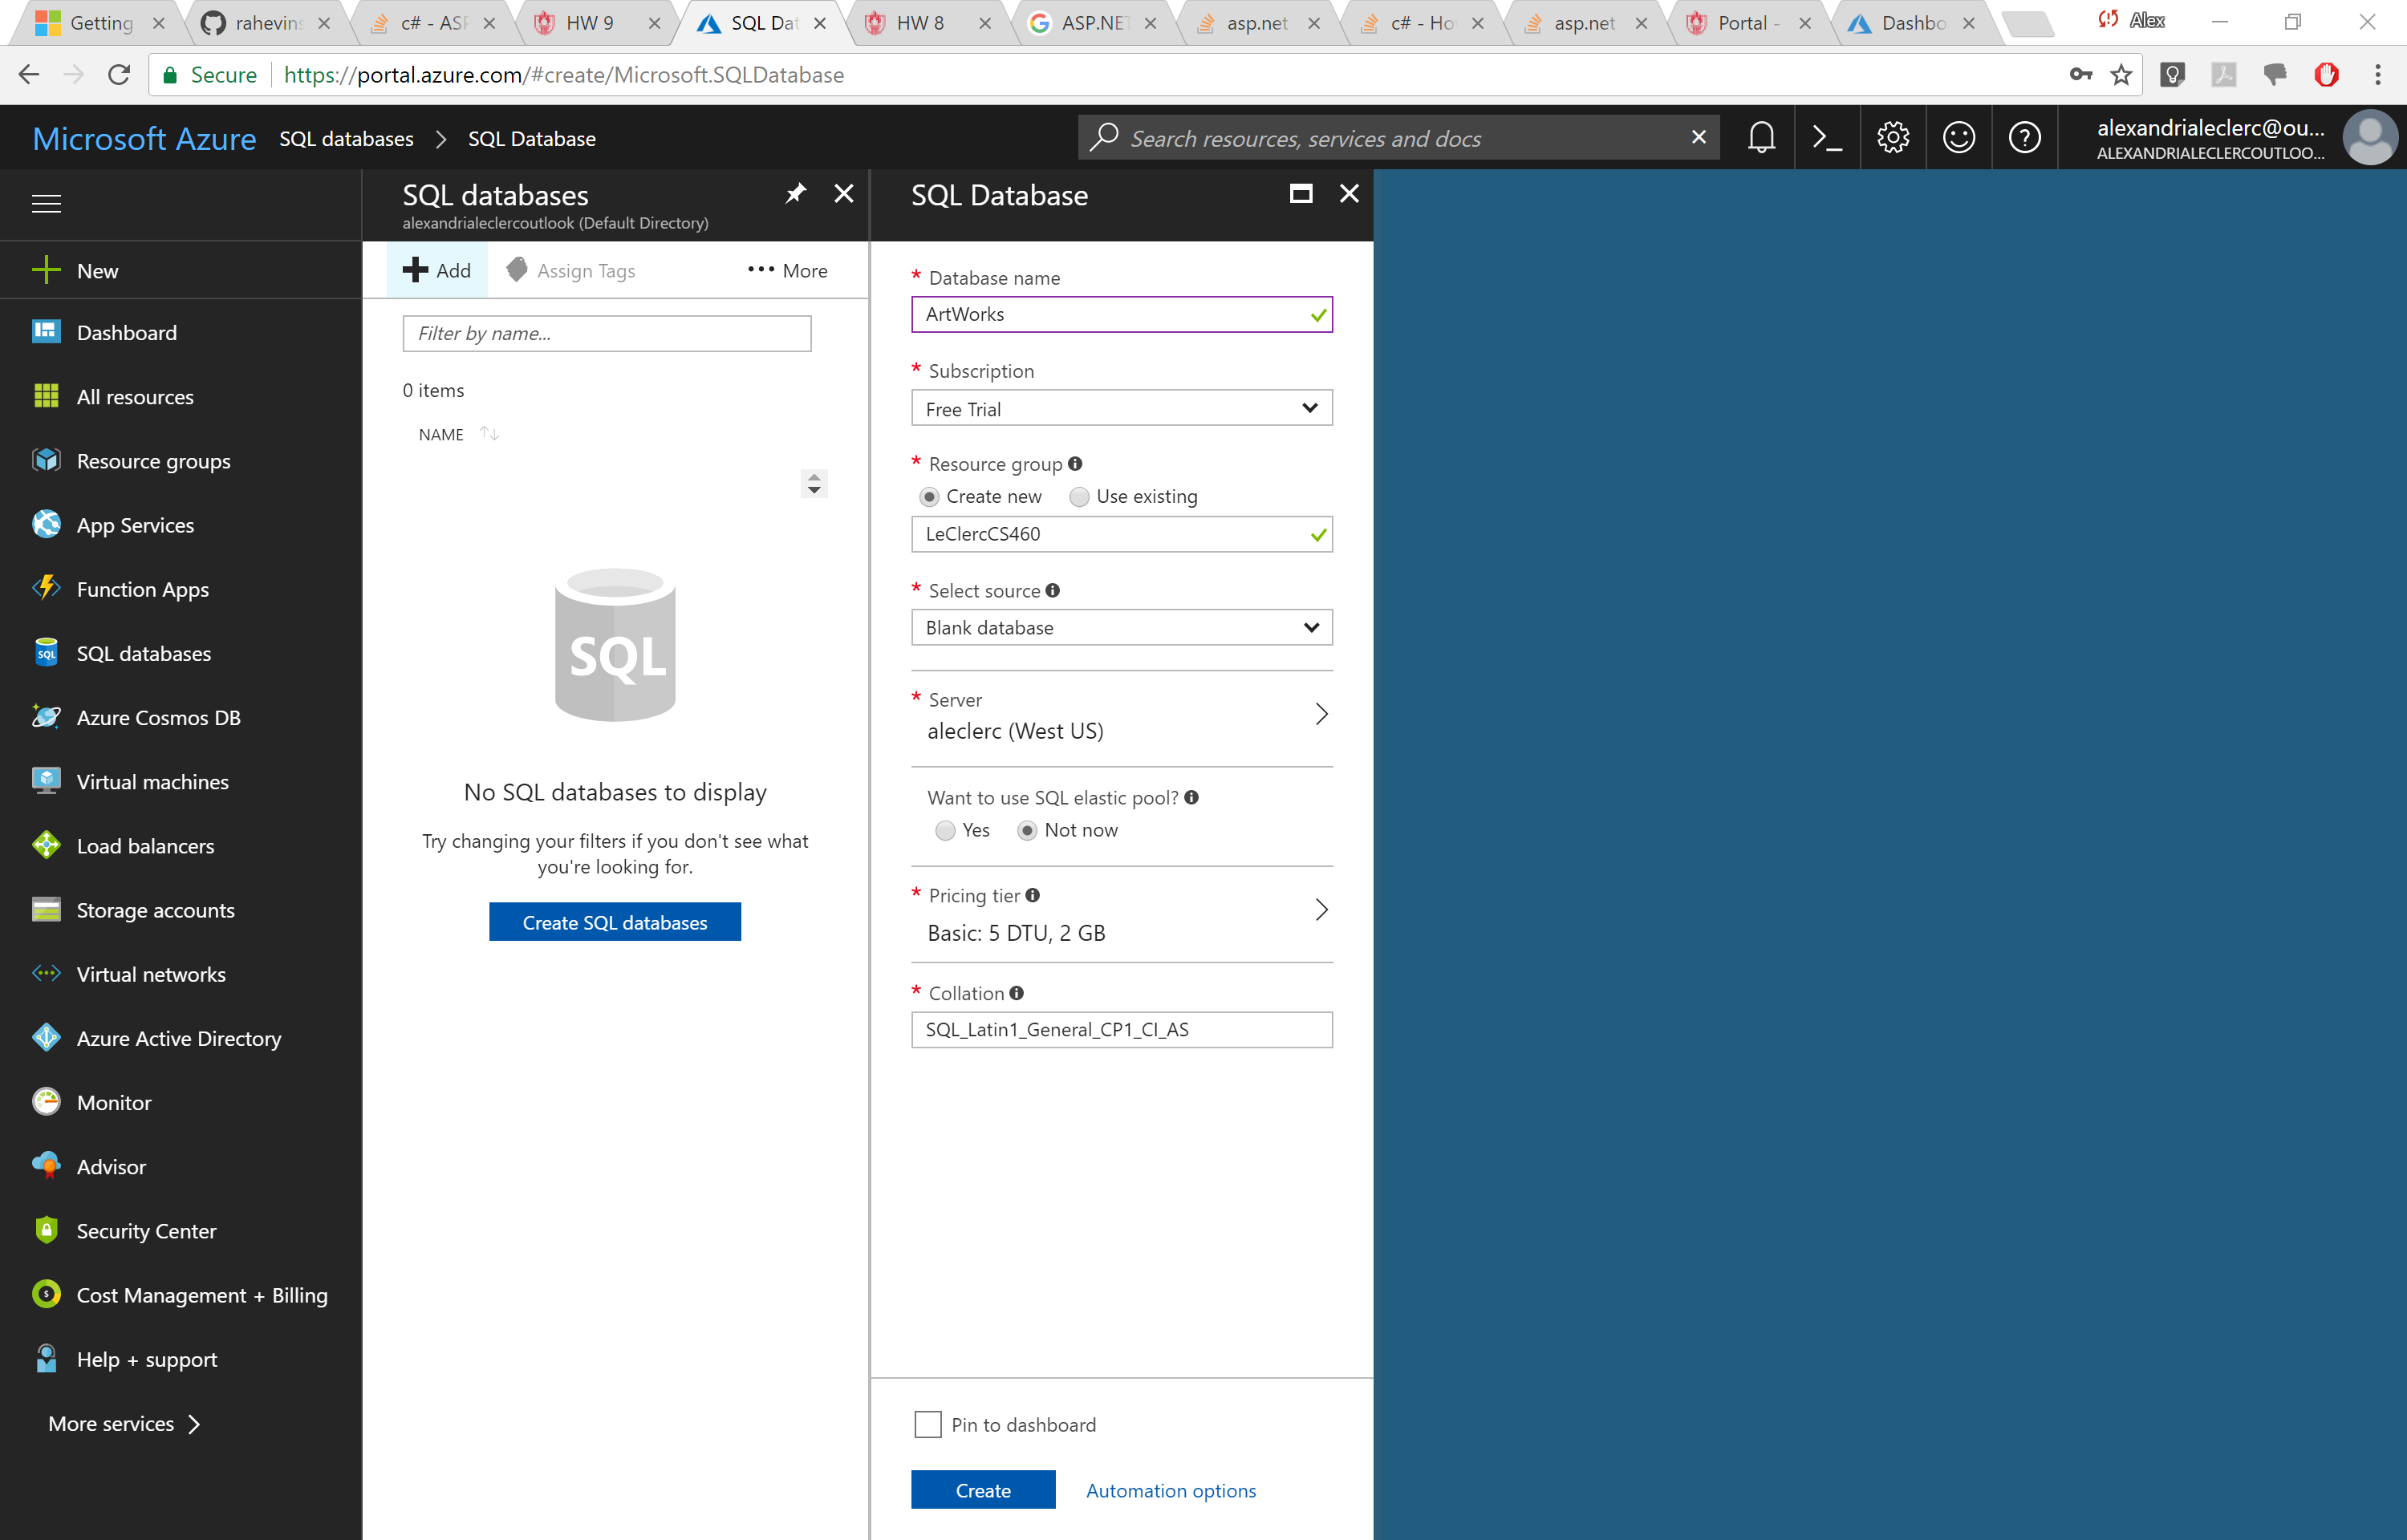 Getting
rahevins
c# - ASP
HW 9
SQL Dat
HW 8
ASP.NET
asp.net
c# - Ho
asp.net
Portal -
Dashbo
Alex
Secure
https://portal.azure.com/#create/Microsoft.SQLDatabase
Microsoft Azure SQL databases > SQL Database
Search resources, services and docs
alexandrialeclerc@ou...
ALEXANDRIALECLERCOUTLOO...
New
Dashboard
All resources
Resource groups
App Services
Function Apps
SQL
SQL databases
Azure Cosmos DB
Virtual machines
Load balancers
Storage accounts
Virtual networks
Azure Active Directory
Monitor
Advisor
Security Center
Cost Management + Billing
Help + support
More services
SQL databases
alexandrialeclercoutlook (Default Directory)
Add
Assign Tags
More
Filter by name...
0 items
NAME
SQL
No SQL databases to display
Try changing your filters if you don't see what
you're looking for.
Create SQL databases
SQL Database
* Database name
ArtWorks
* Subscription
Free Trial
* Resource group
Create new Use existing
LeClercCS460
* Select source
Blank database
* Server
aleclerc (West US)
Want to use SQL elastic pool?
Yes Not now
* Pricing tier
Basic: 5 DTU, 2 GB
* Collation
SQL_Latin1_General_CP1_CI_AS
Pin to dashboard
Create
Automation options